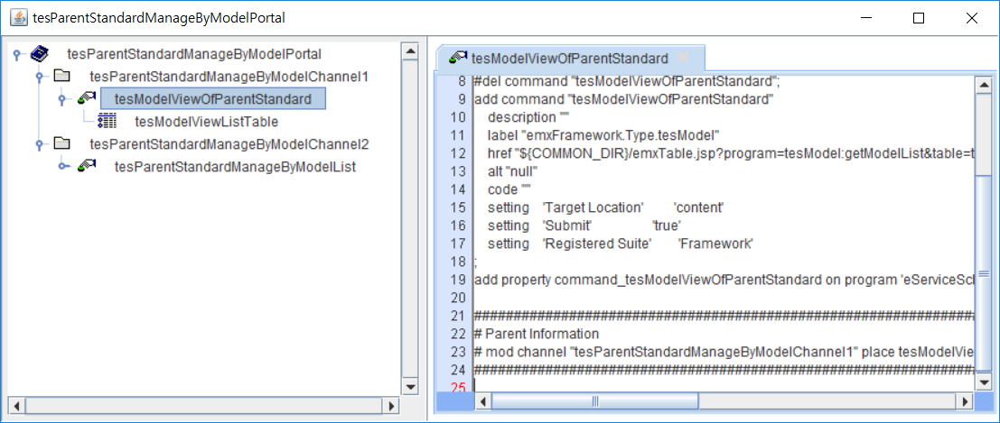 tesParentStandardManageByModelPortal
tesParentStandardManageByModelPortal
tesParentStandardManageByModelChannel1
tesModelViewOfParentStandard
tesModelViewListTable
tesParentStandardManageByModelChannel2
tesParentStandardManageByModelList
tesModelViewOfParentStandard
8 #del command "tesModelViewOfParentStandard";
9 add command "tesModelViewOfParentStandard"
10 description ""
11 label "emxFramework.Type.tesModel"
12 href "${COMMON_DIR}/emxTable.jsp?program=tesModel:getModelList&table=t
13 alt "null"
14 code ""
15 setting 'Target Location' 'content'
16 setting 'Submit' 'true'
17 setting 'Registered Suite' 'Framework'
18 ;
19 add property command_tesModelViewOfParentStandard on program 'eServiceScl
20
21 ##########################################################################
22 # Parent Information
23 # mod channel "tesParentStandardManageByModelChannel1" place tesModelVie
24 ##########################################################################
25